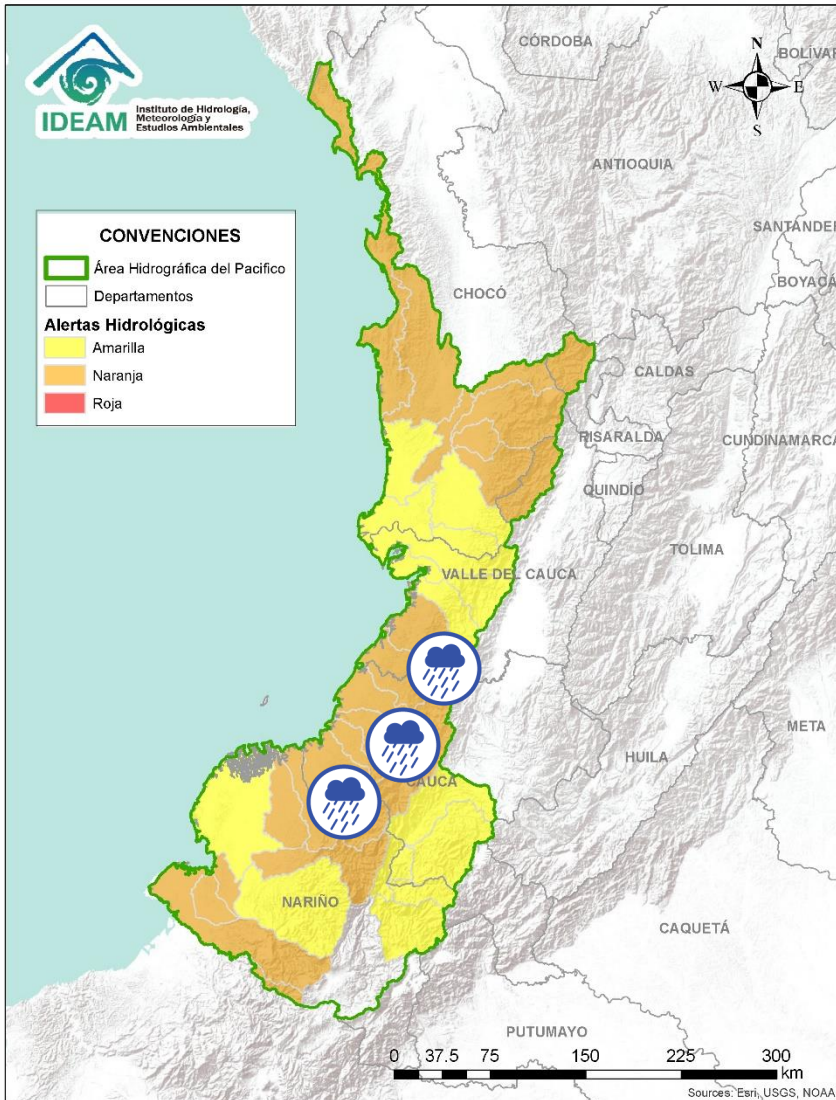 IDEAM
Instituto de Hidrología,
Meteorología y
Estudios Ambientales
CÓRDOBA
BOLÍVAR
N
W
E
S
ANTIOQUIA
SANTANDER
CONVENCIONES
Área Hidrográfica del Pacifico
Departamentos
Alertas Hidrológicas
Amarilla
Naranja
Roja
BOYACÁ
CHOCÓ
CALDAS
RISARALDA
CUNDINAMARCA
QUINDÍO
TOLIMA
VALLE DEL CAUCA
META
HUILA
CAUCA
NARIÑO
CAQUETÁ
PUTUMAYO
0 37.5 75 150 225 300
km
Sources: Esri, USGS, NOAA